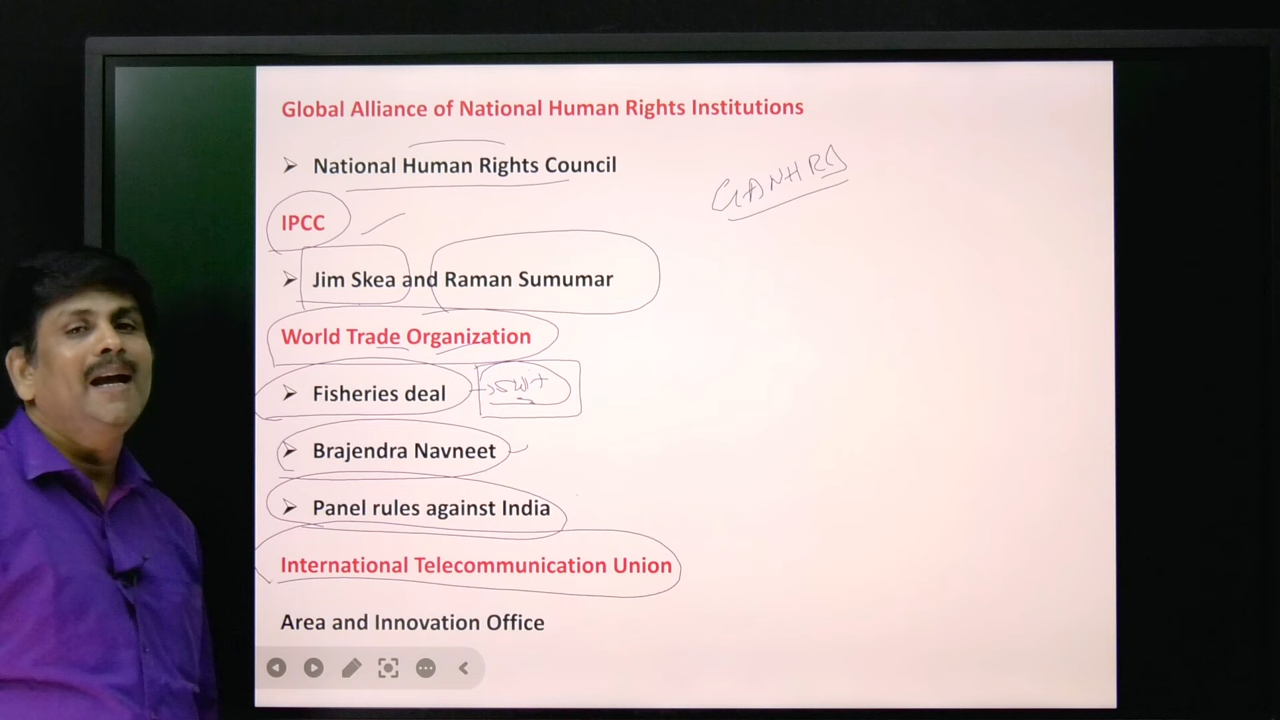 Global Alliance of National Human Rights Institutions
➢ National Human Rights Council
GANHRI
IPCC
➢ Jim Skea and Raman Sumumar
World Trade Organization
➢ Fisheries deal
➢ Brajendra Navneet
➢ Panel rules against India
International Telecommunication Union
Area and Innovation Office